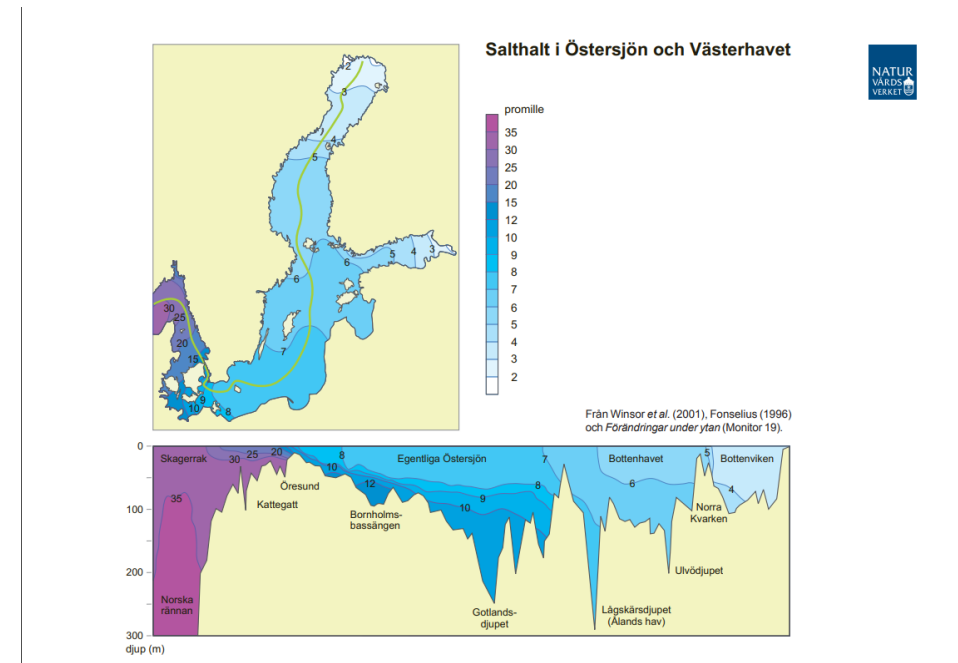 Salthalt i Östersjön och Västerhavet
NATUR
VÅRDS
VERKET
promille
35
30
25
20
15
12
10
9
8
7
6
5
4
3
2
2
3
4
5
6
5
4
3
6
7
30
25
20
15
9
10
8
Från Winsor et al. (2001), Fonselius (1996)
och Förändringar under ytan (Monitor 19).
0
100
200
300
djup (m)
Skagerrak
30
25
20
8
Egentliga Östersjön
7
Bottenhavet
5
Bottenviken
10
35
Kattegatt
Öresund
12
Bornholms-
bassängen
9
10
8
6
4
Norra
Kvarken
Ulvödjupet
Norska
rännan
Gotlands-
djupet
Lågskärsdjupet
(Ålands hav)